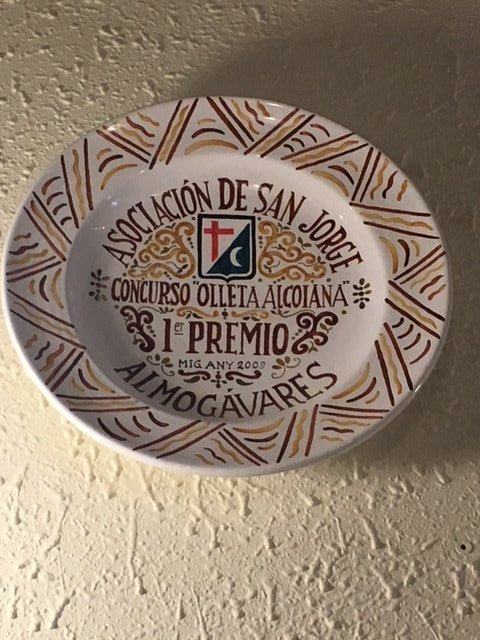 ASOCIACIÓN DE SAN JORGE
CONCURSO "OLLETA ALCOIANA"
1er PREMIO
MIG ANY 2009
ALMOGÁVARES